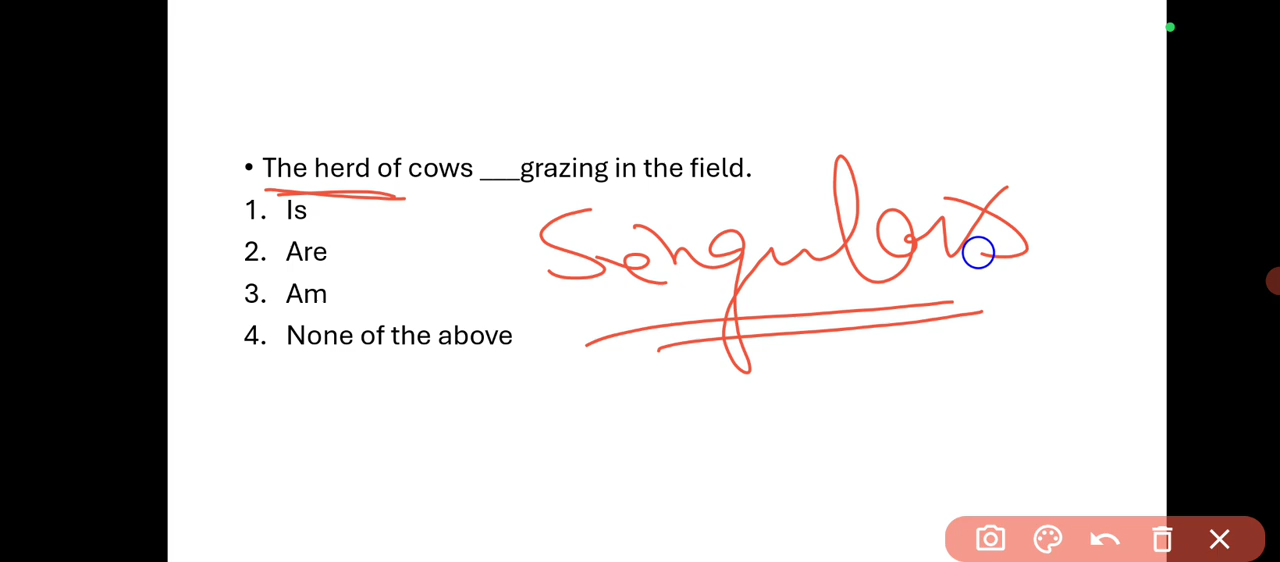 • The herd of cows ___grazing in the field.
1. Is
2. Are
3. Am
4. None of the above
Singular